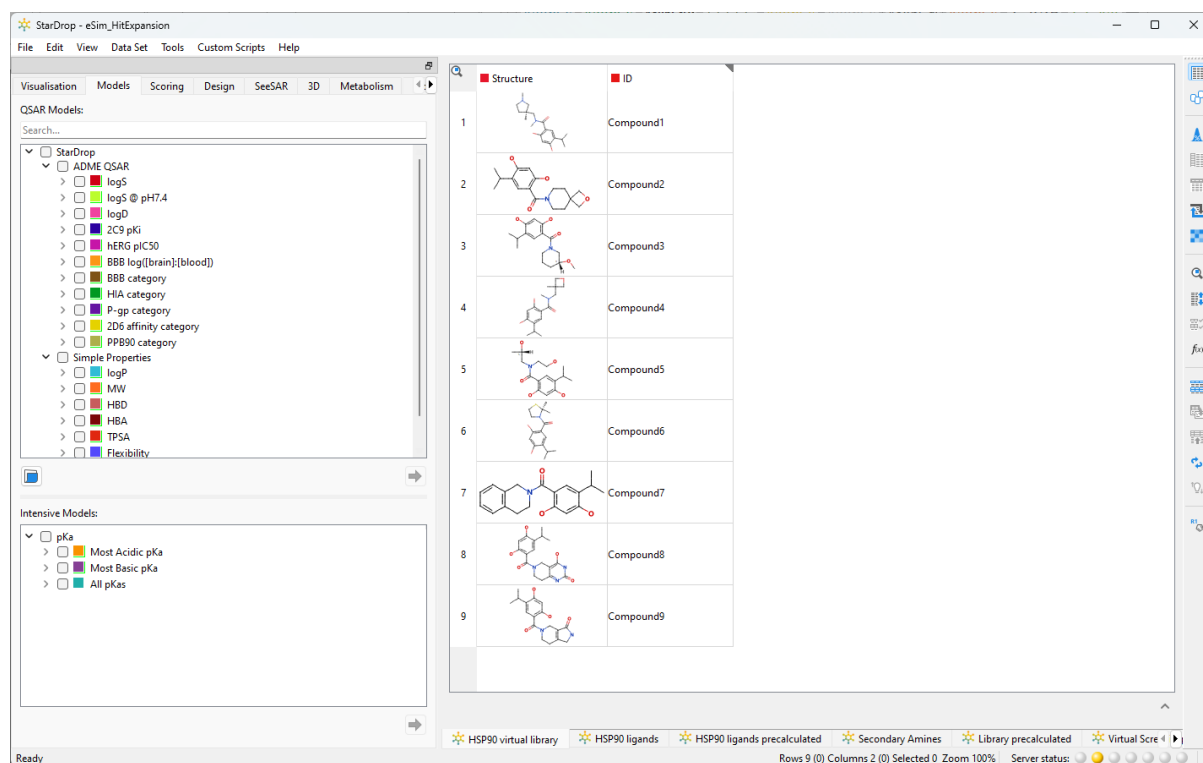 StarDrop - eSim_HitExpansion
File Edit View Data Set Tools Custom Scripts Help
Visualisation Models Scoring Design SeeSAR 3D Metabolism
QSAR Models:
Search...
StarDrop
ADME QSAR
logS
logS @ pH7.4
logD
2C9 pKi
hERG pIC50
BBB log([brain]:[blood])
BBB category
HIA category
P-gp category
2D6 affinity category
PPB90 category
Simple Properties
logP
MW
HBD
HBA
TPSA
Flexibility
Intensive Models:
pKa
Most Acidic pKa
Most Basic pKa
All pKas
Structure ID
1 Compound1
2 Compound2
3 Compound3
4 Compound4
5 Compound5
6 Compound6
7 Compound7
8 Compound8
9 Compound9
HSP90 virtual library HSP90 ligands HSP90 ligands precalculated Secondary Amines Library precalculated Virtual Scre
Ready Rows 9 (0) Columns 2 (0) Selected 0 Zoom 100% Server status: